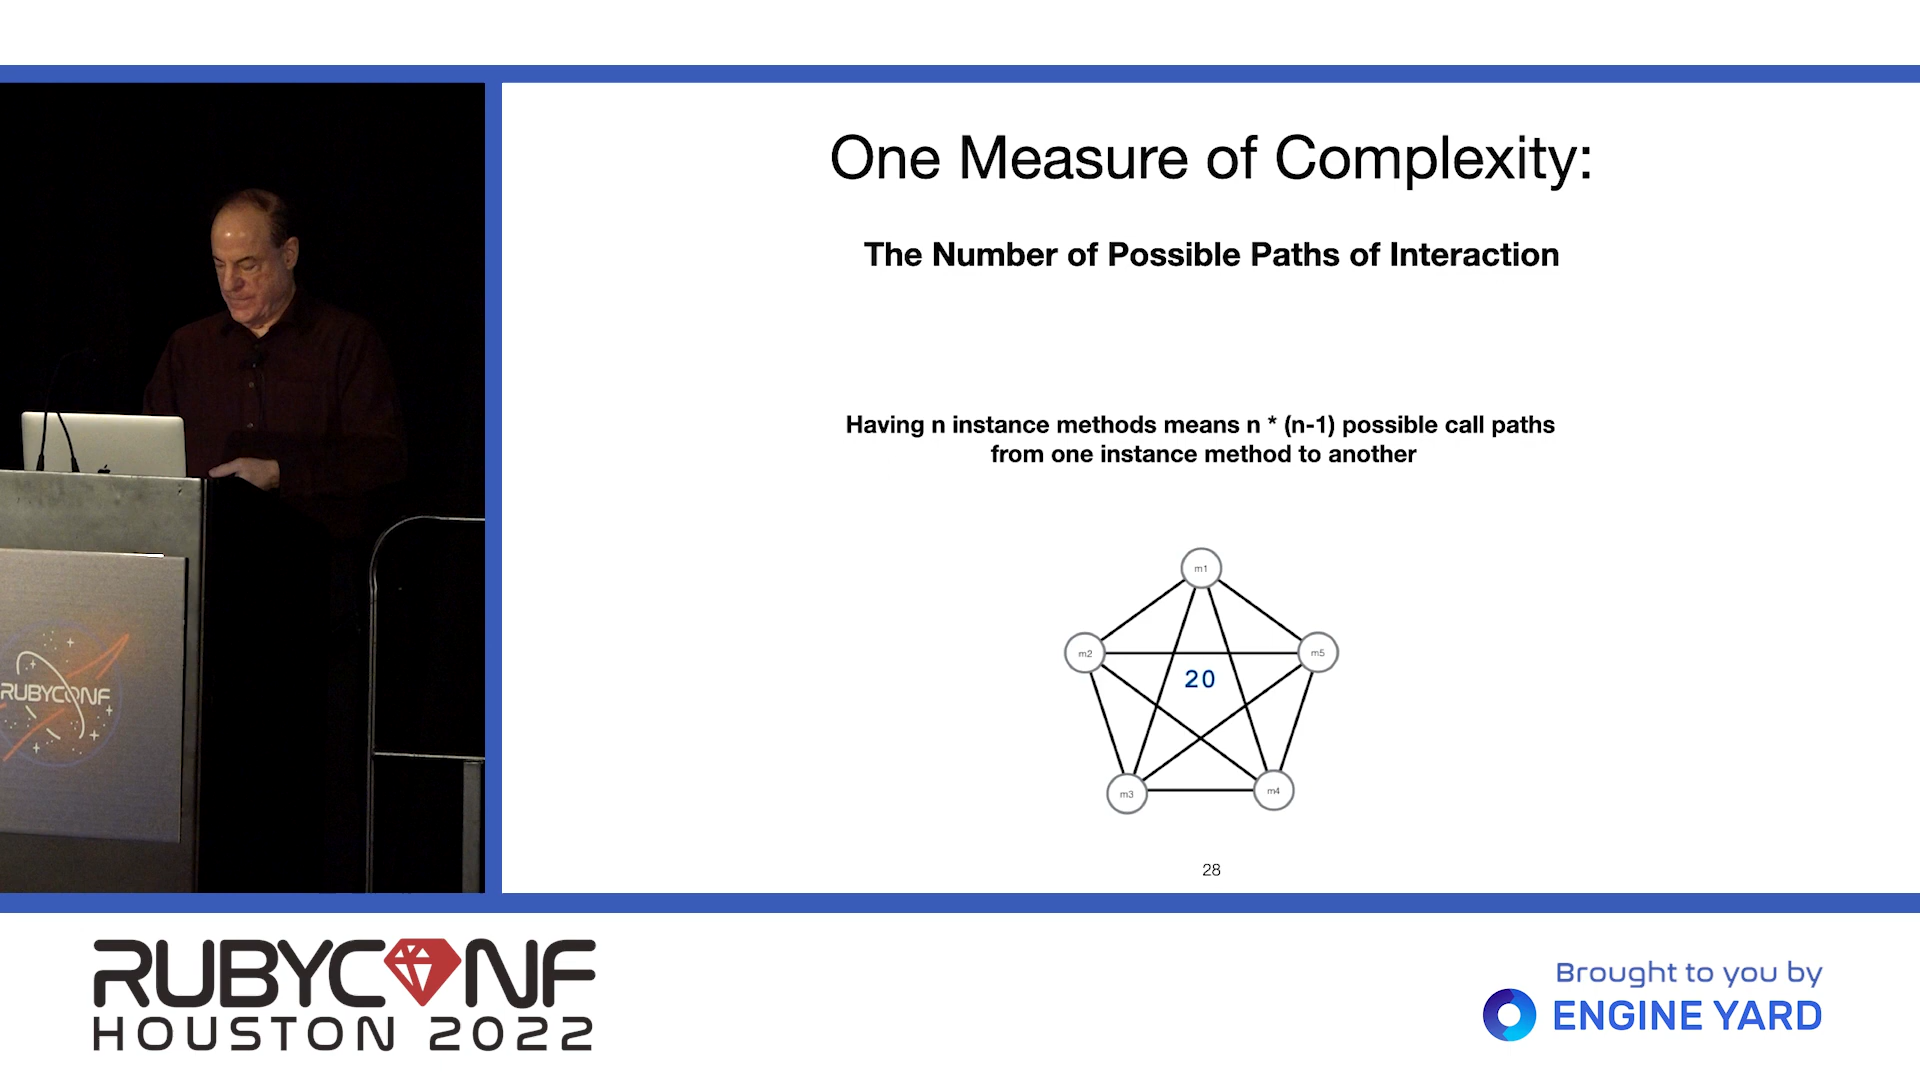 One Measure of Complexity:
The Number of Possible Paths of Interaction
Having n instance methods means n * (n-1) possible call paths
from one instance method to another
m1
m2
m5
20
m3
m4
28
RUBYCONF
RUBYCONF
HOUSTON 2022
Brought to you by
ENGINE YARD